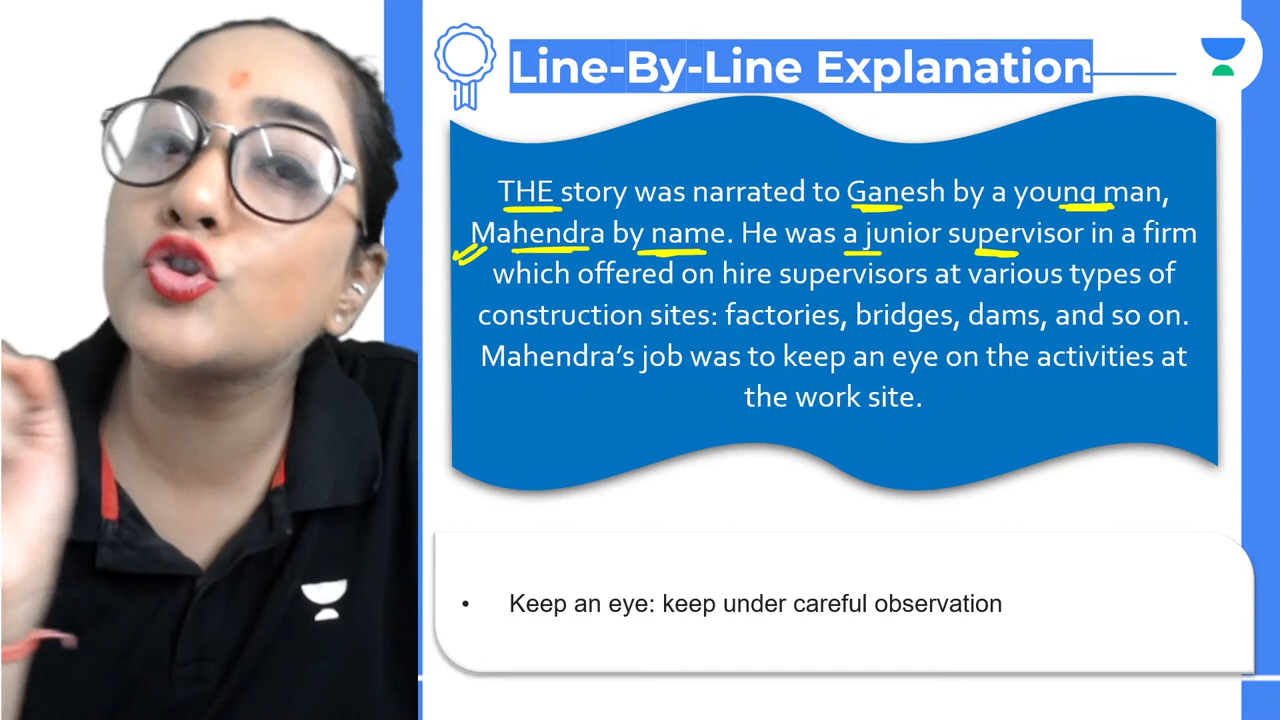 Line-By-Line Explanation
THE story was narrated to Ganesh by a young man,
Mahendra by name. He was a junior supervisor in a firm
which offered on hire supervisors at various types of
construction sites: factories, bridges, dams, and so on.
Mahendra’s job was to keep an eye on the activities at
the work site.
• Keep an eye: keep under careful observation